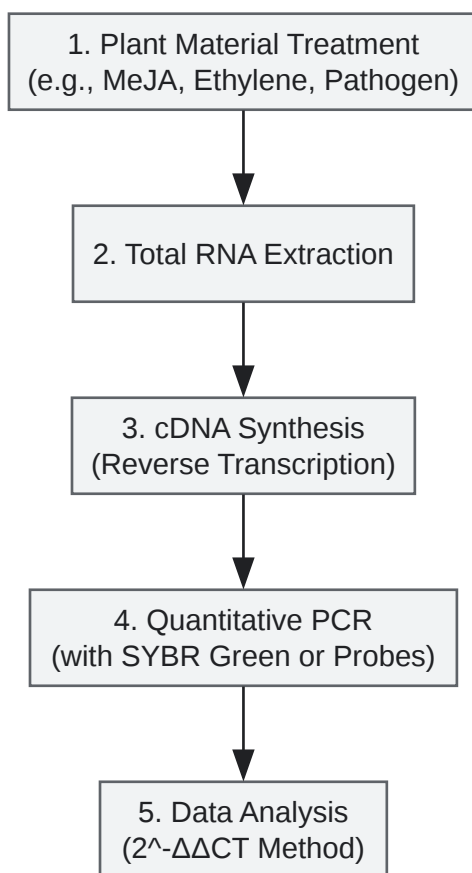 1. Plant Material Treatment
(e.g., MeJA, Ethylene, Pathogen)
2. Total RNA Extraction
3. cDNA Synthesis
(Reverse Transcription)
4. Quantitative PCR
(with SYBR Green or Probes)
5. Data Analysis
(2^-ΔΔCT Method)